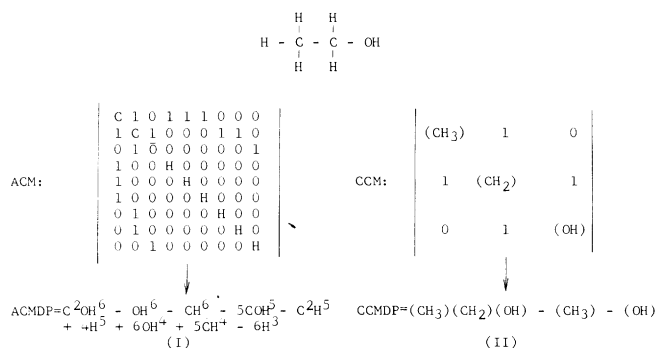 H H
H - C - C - OH
H H
C 1 0 1 1 1 0 0 0
1 C 1 0 0 0 1 1 0
0 1 Ō 0 0 0 0 0 1
1 0 0 H 0 0 0 0 0
1 0 0 0 H 0 0 0 0
1 0 0 0 0 H 0 0 0
0 1 0 0 0 0 H 0 0
0 1 0 0 0 0 0 H 0
0 0 1 0 0 0 0 0 H
ACM:
(CH₃) 1 0
1 (CH₂) 1
0 1 (OH)
CCM:
ACMDP=C²OH⁶ - OH⁶ - CH⁶ - 5COH⁵ - C²H⁵
+ 4H⁵ + 6OH⁴ + 5CH⁴ - 6H³
(I)
CCMDP=(CH₃)(CH₂)(OH) - (CH₃) - (OH)
(II)